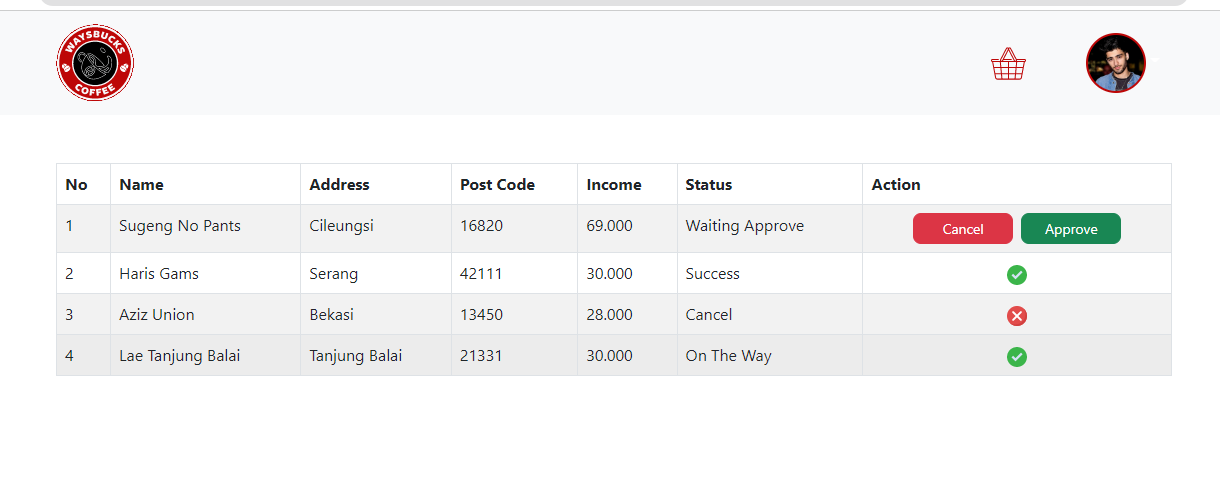 WAYSBUCKS
COFFEE
No Name Address Post Code Income Status Action
1 Sugeng No Pants Cileungsi 16820 69.000 Waiting Approve Cancel Approve
2 Haris Gams Serang 42111 30.000 Success
3 Aziz Union Bekasi 13450 28.000 Cancel
4 Lae Tanjung Balai Tanjung Balai 21331 30.000 On The Way